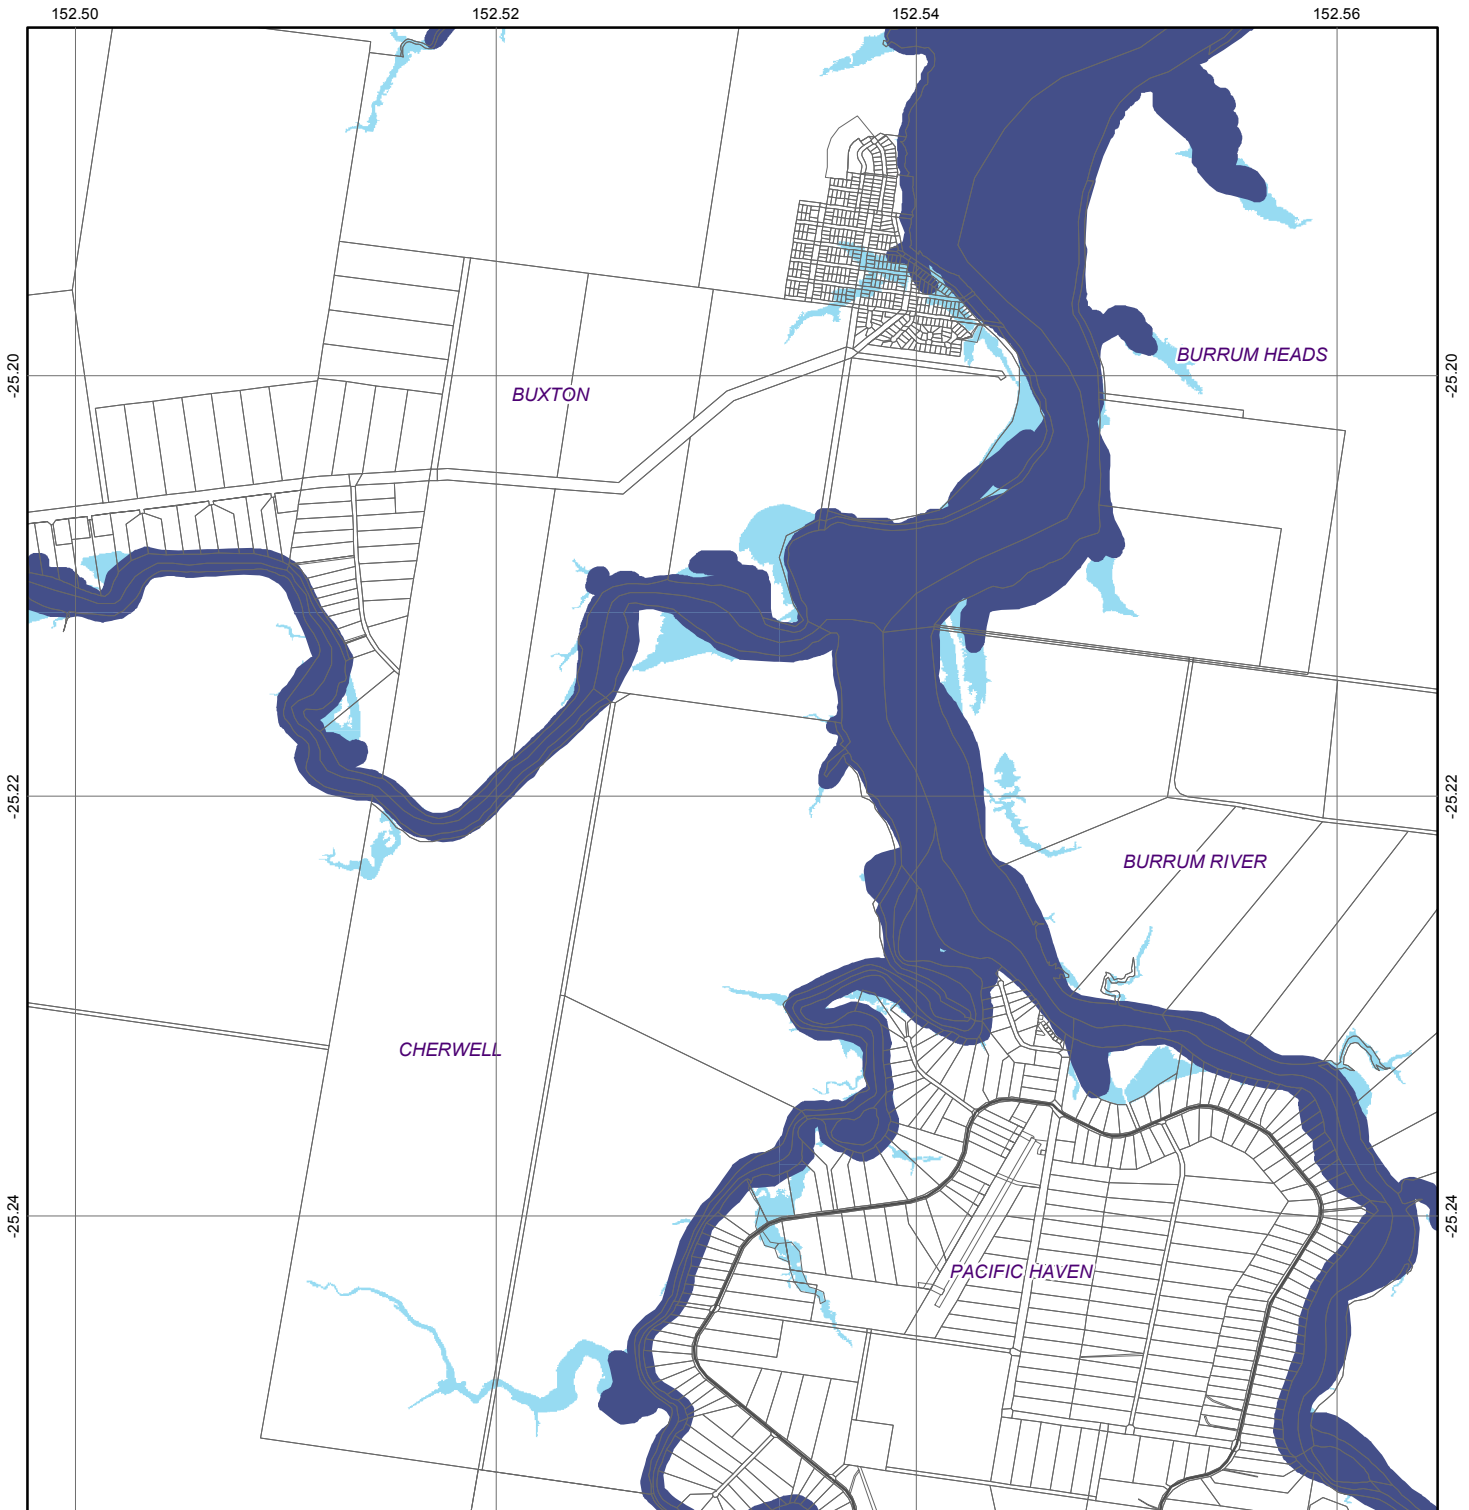 152.50 152.52 152.54 152.56
-25.20 -25.20
BURRUM HEADS
BUXTON
-25.22 -25.22
BURRUM RIVER
CHERWELL
-25.24 -25.24
PACIFIC HAVEN